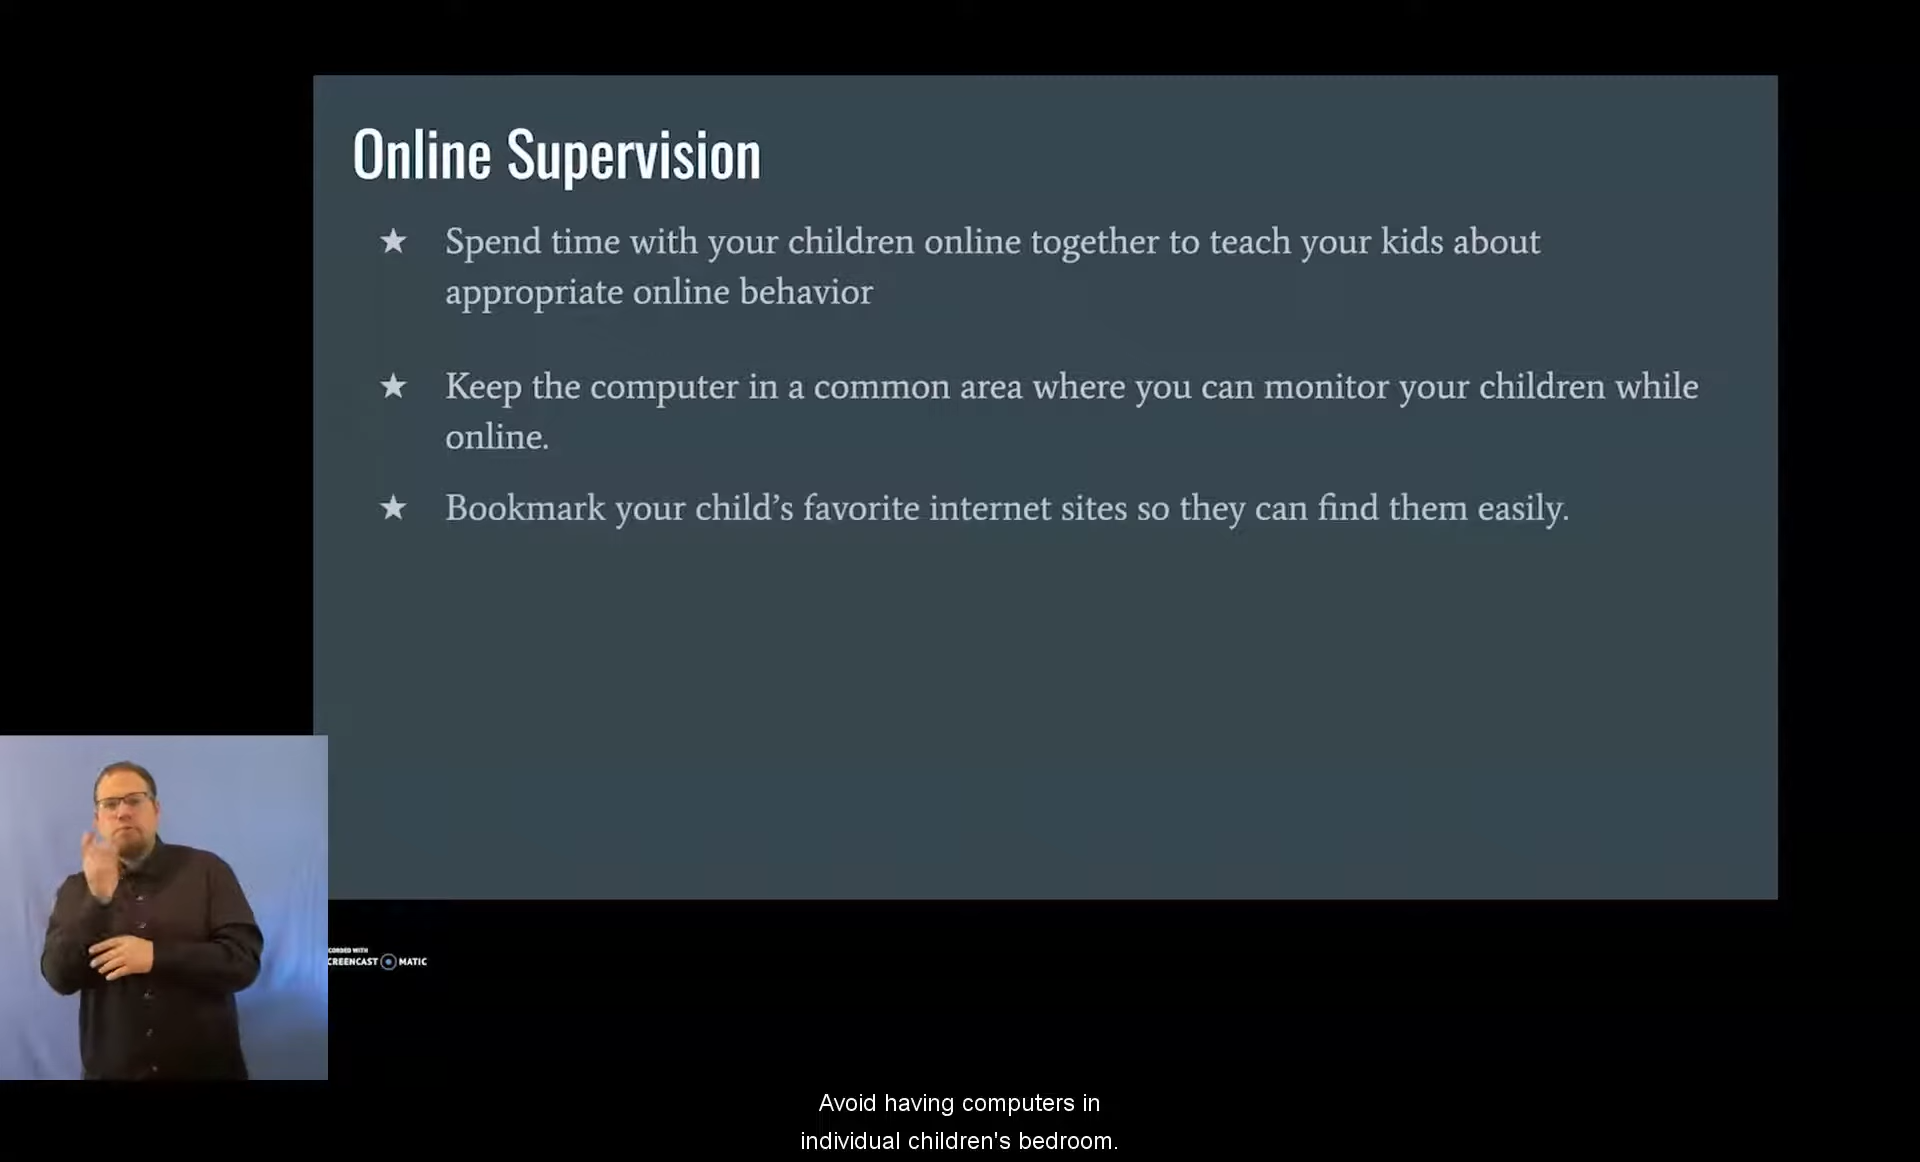 Online Supervision
★ Spend time with your children online together to teach your kids about
appropriate online behavior
★ Keep the computer in a common area where you can monitor your children while
online.
★ Bookmark your child’s favorite internet sites so they can find them easily.
CORDED WITH
CREENCAST MATIC
Avoid having computers in
individual children's bedroom.